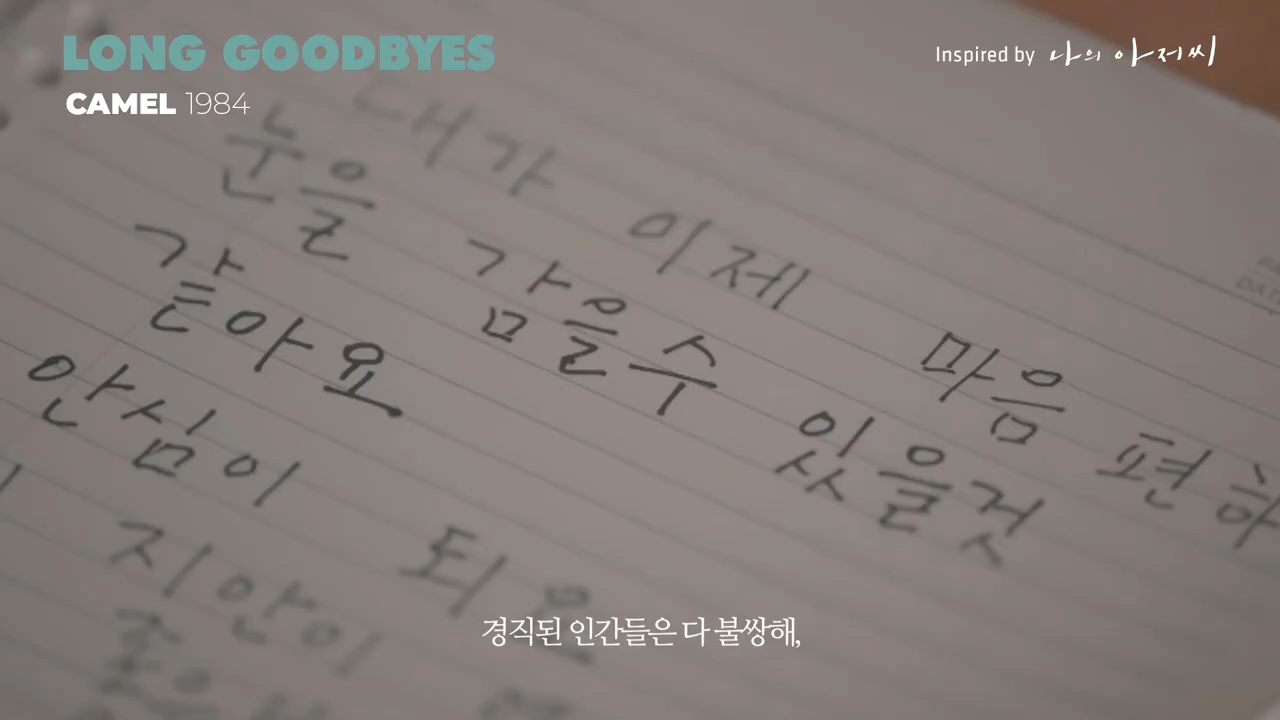 LONG GOODBYES
CAMEL 1984
Inspired by 나의 아저씨
내가 이제 마음 편하
눈을 감을수 있을것
같아요
안심이 되요
지안이
경직된 인간들은 다 불쌍해,